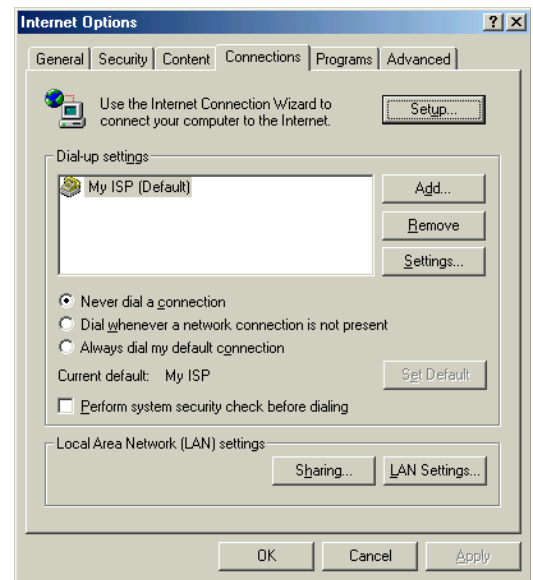 Internet Options
General Security Content Connections Programs Advanced
Use the Internet Connection Wizard to
connect your computer to the Internet.
Setup...
Dial-up settings
My ISP (Default)
Add...
Remove
Settings...
Never dial a connection
Dial whenever a network connection is not present
Always dial my default connection
Current default: My ISP
Set Default
Perform system security check before dialing
Local Area Network (LAN) settings
Sharing... LAN Settings...
OK Cancel Apply